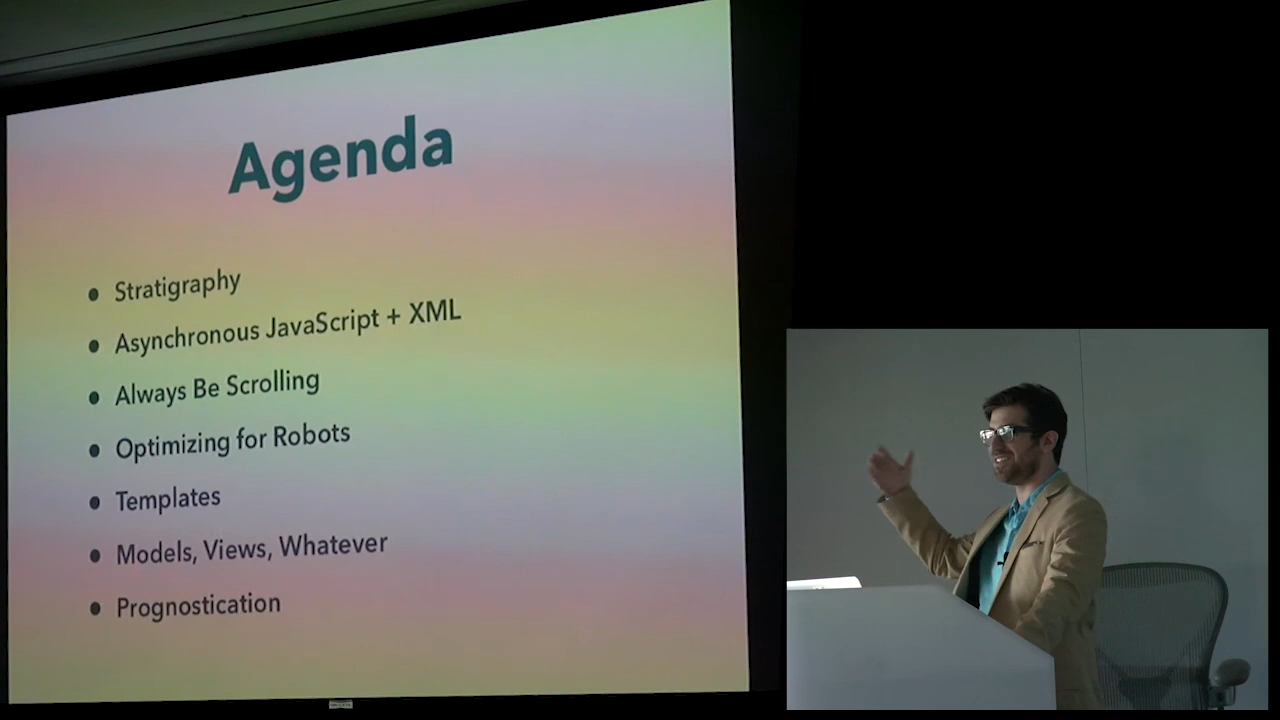 Agenda
Stratigraphy
Asynchronous JavaScript + XML
Always Be Scrolling
Optimizing for Robots
Templates
Models, Views, Whatever
Prognostication